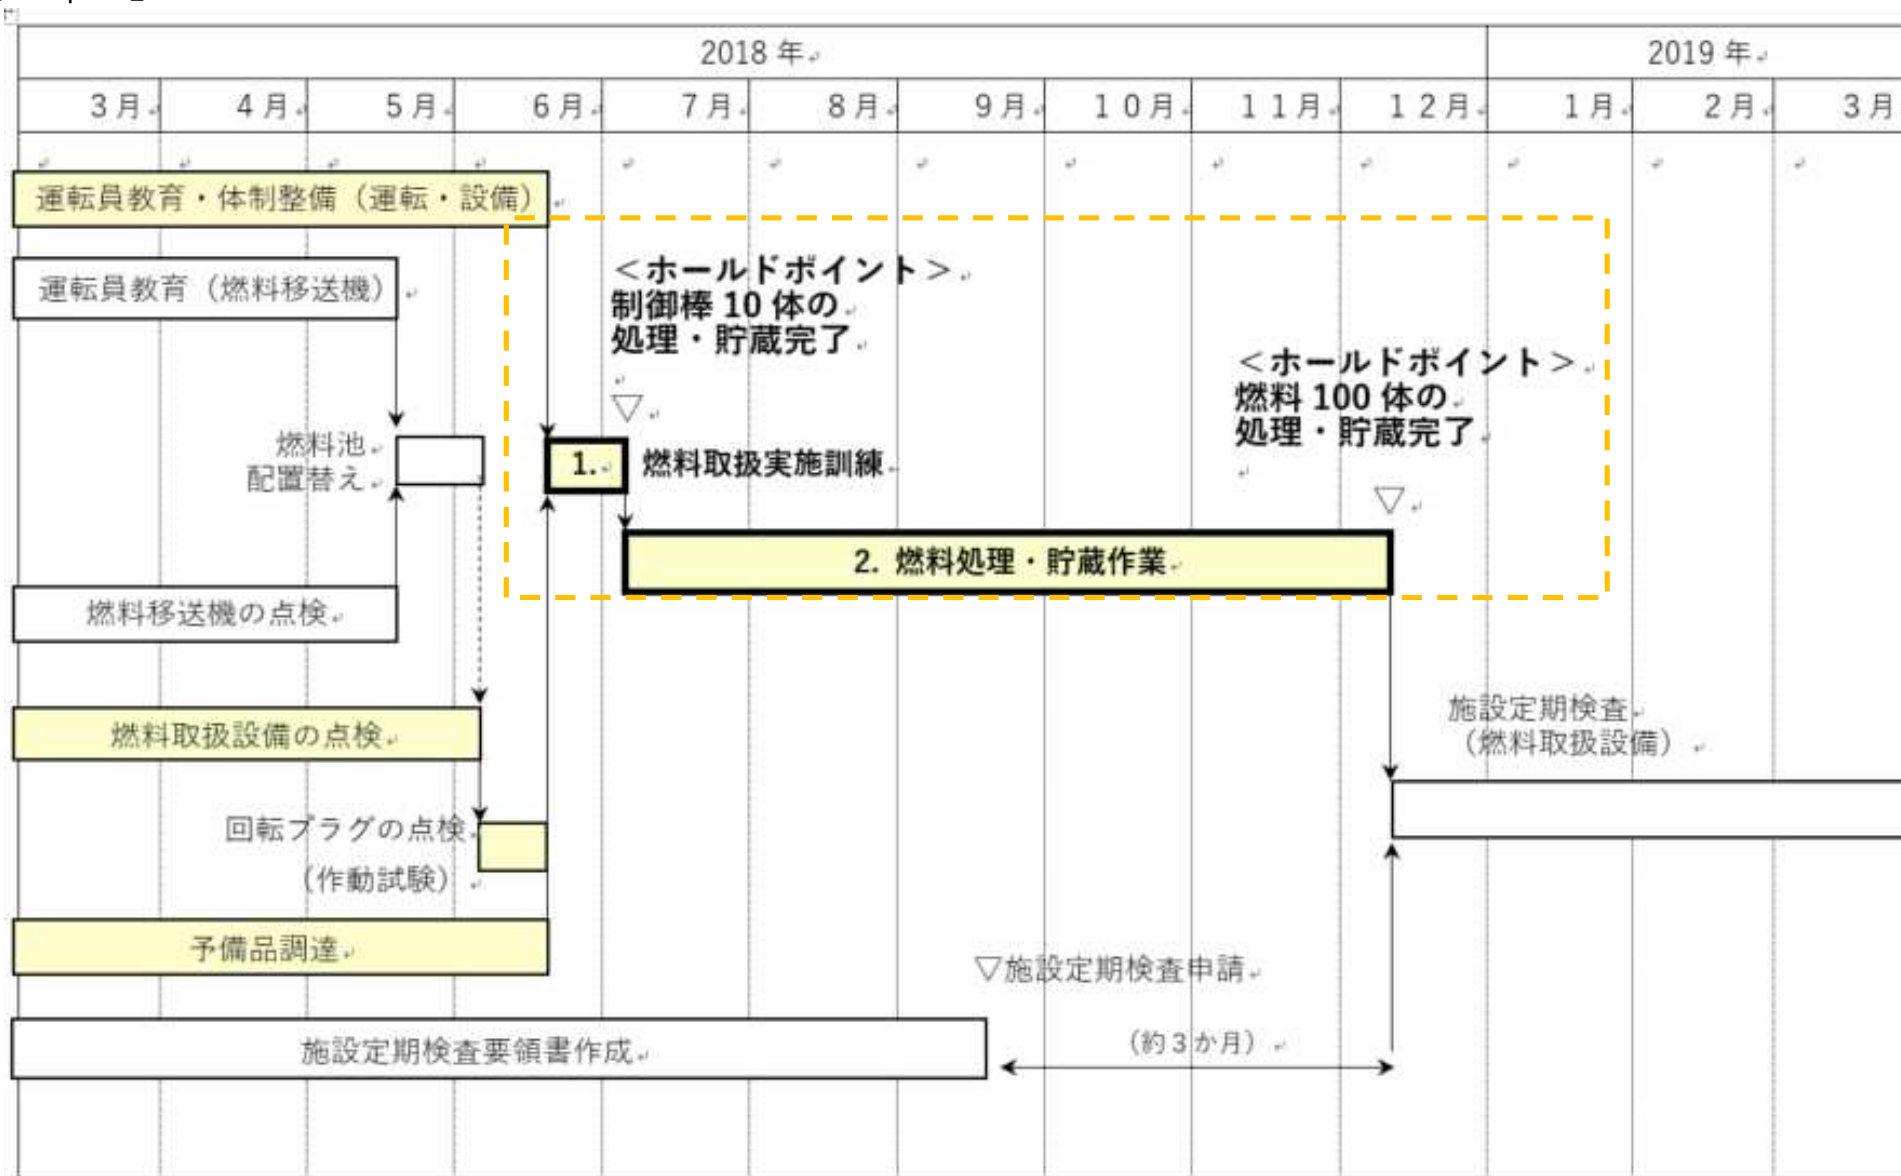 2018 年
2019 年
3月
4月
5月
6月
7月
8月
9月
10月
11月
12月
1月
2月
3月
運転員教育・体制整備（運転・設備）
運転員教育（燃料移送機）
＜ホールドポイント＞
制御棒 10 体の
処理・貯蔵完了
▽
＜ホールドポイント＞
燃料 100 体の
処理・貯蔵完了
▽
燃料池
配置替え
1.
燃料取扱実施訓練
2. 燃料処理・貯蔵作業
燃料移送機の点検
燃料取扱設備の点検
施設定期検査
（燃料取扱設備）
回転プラグの点検
（作動試験）
予備品調達
▽施設定期検査申請
施設定期検査要領書作成
（約３か月）